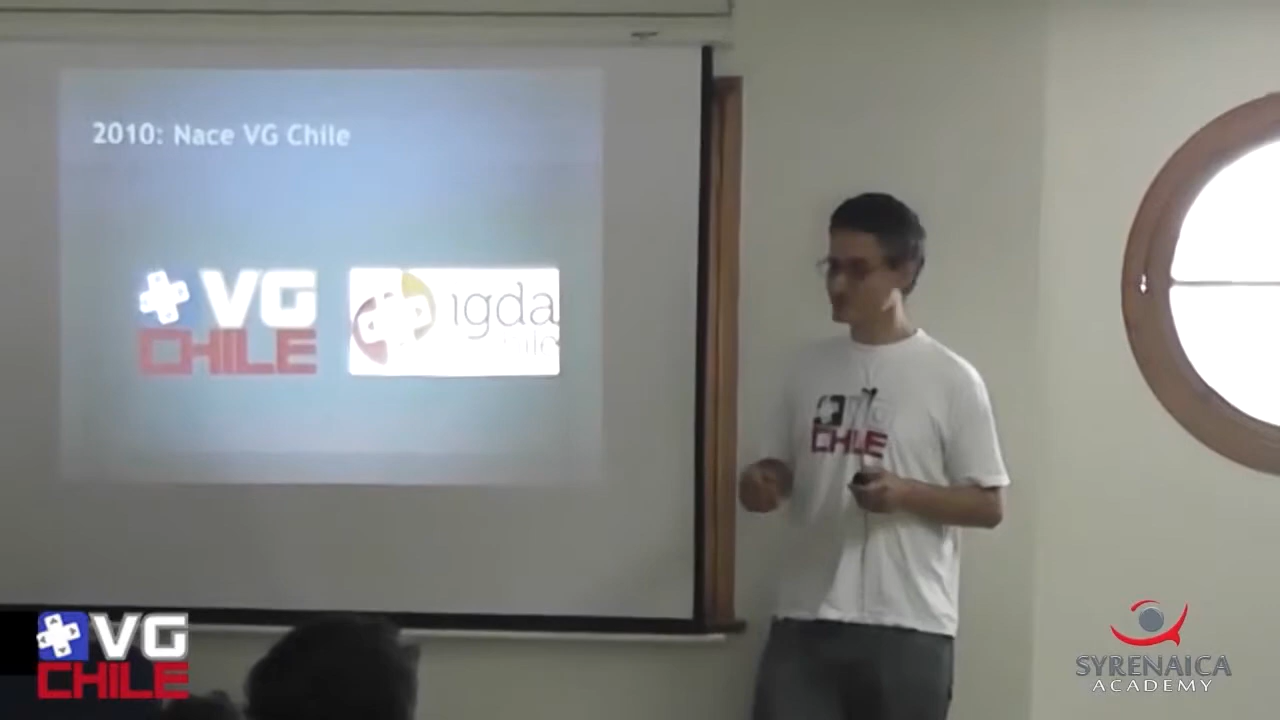 2010: Nace VG Chile
VG
CHILE
igda
VG
CHILE
VG
CHILE
SYRENAICA
ACADEMY